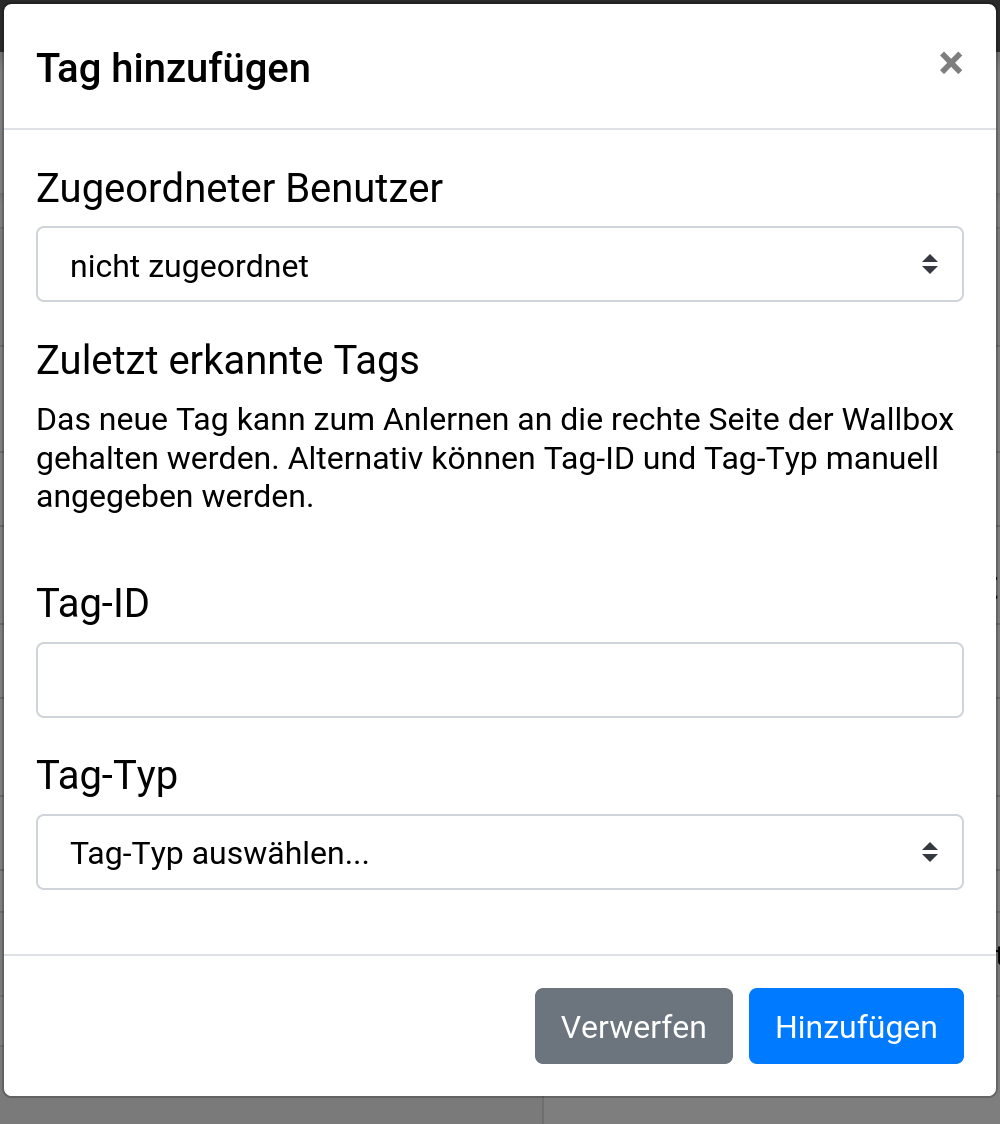 Tag hinzufügen
×
Zugeordneter Benutzer
nicht zugeordnet
Zuletzt erkannte Tags
Das neue Tag kann zum Anlernen an die rechte Seite der Wallbox
gehalten werden. Alternativ können Tag-ID und Tag-Typ manuell
angegeben werden.
Tag-ID
Tag-Typ
Tag-Typ auswählen...
Verwerfen Hinzufügen